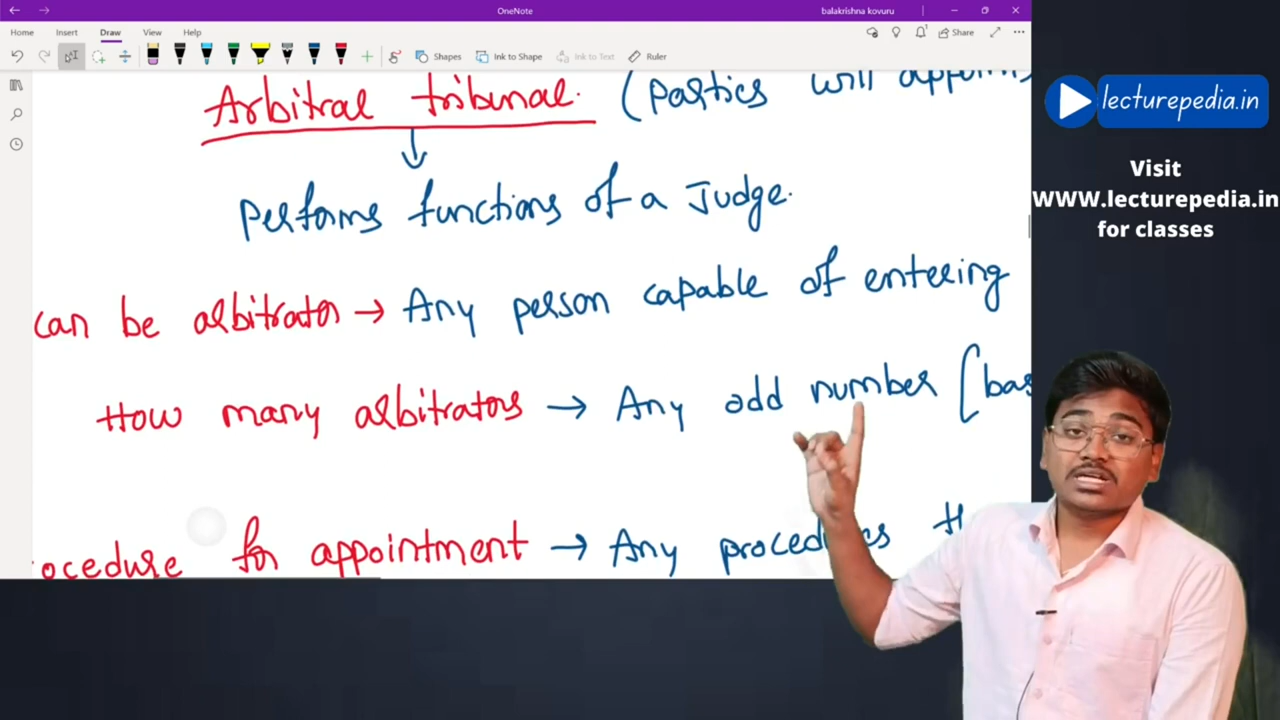 OneNote
balakrishna kovuru
Home Insert Draw View Help
Share
Shapes Ink to Shape Ink to Text Ruler
Arbitral tribunal. (Parties will appoint
Performs functions of a Judge.
can be arbitrator → Any person capable of entering
How many arbitrators → Any odd number (bas
ocedure for appointment → Any procedures th
lecturepedia.in
Visit
WWW.lecturepedia.in
for classes